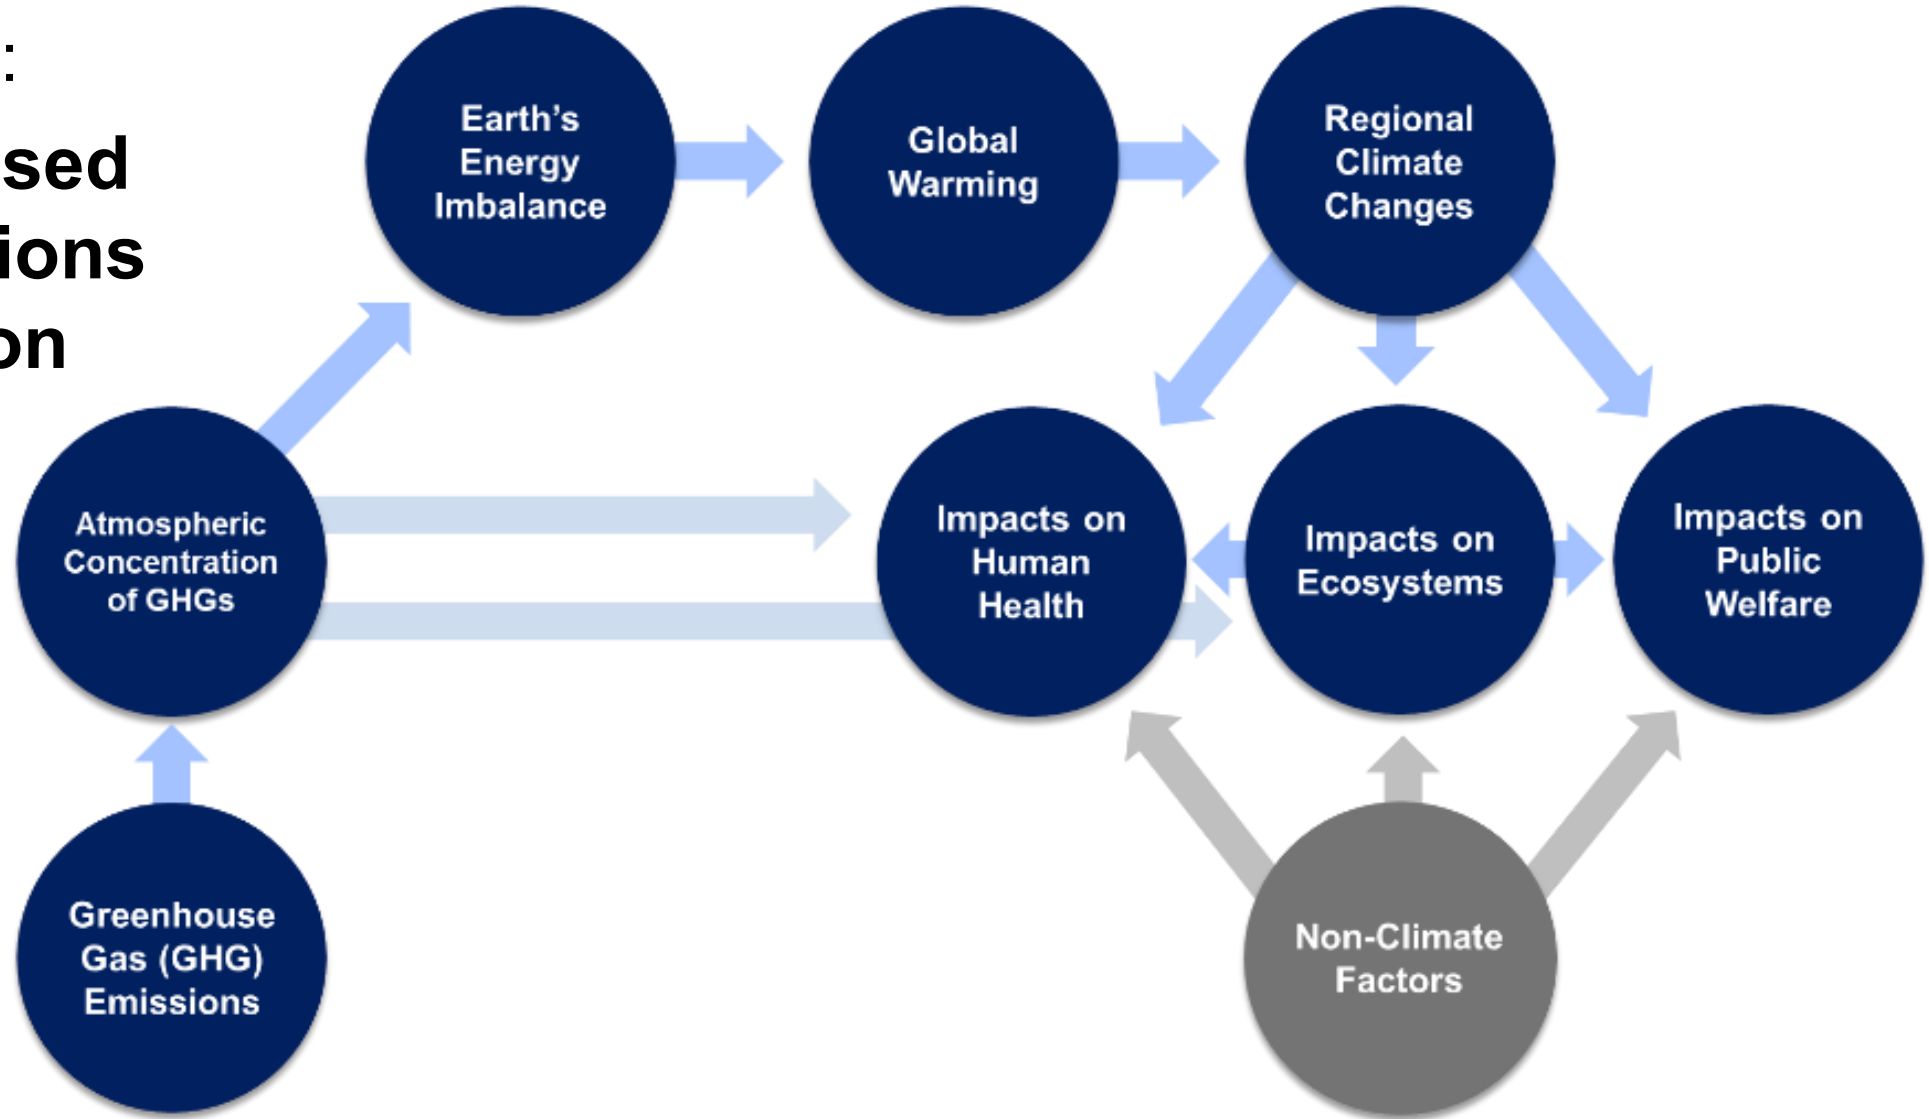 :
sed
ions
on
Earth’s
Energy
Imbalance
Global
Warming
Regional
Climate
Changes
Atmospheric
Concentration
of GHGs
Impacts on
Human
Health
Impacts on
Ecosystems
Impacts on
Public
Welfare
Greenhouse
Gas (GHG)
Emissions
Non-Climate
Factors